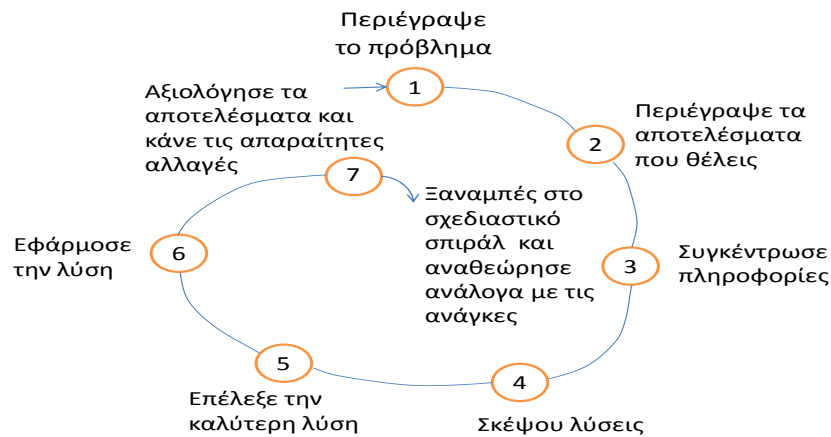 Περιέγραψε
το πρόβλημα
1
Περιέγραψε τα
αποτελέσματα
που θέλεις
2
Συγκέντρωσε
πληροφορίες
3
Σκέψου λύσεις
4
Επέλεξε την
καλύτερη λύση
5
Εφάρμοσε
την λύση
6
Αξιολόγησε τα
αποτελέσματα και
κάνε τις απαραίτητες
αλλαγές
7
Ξαναμπές στο
σχεδιαστικό
σπιράλ και
αναθεώρησε
ανάλογα με τις
ανάγκες